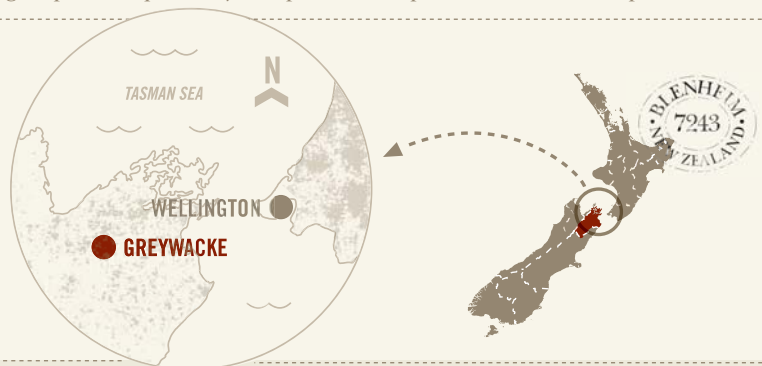 N
TASMAN SEA
WELLINGTON
GREYWACKE
BLENHEIM
7243
NEW ZEALAND